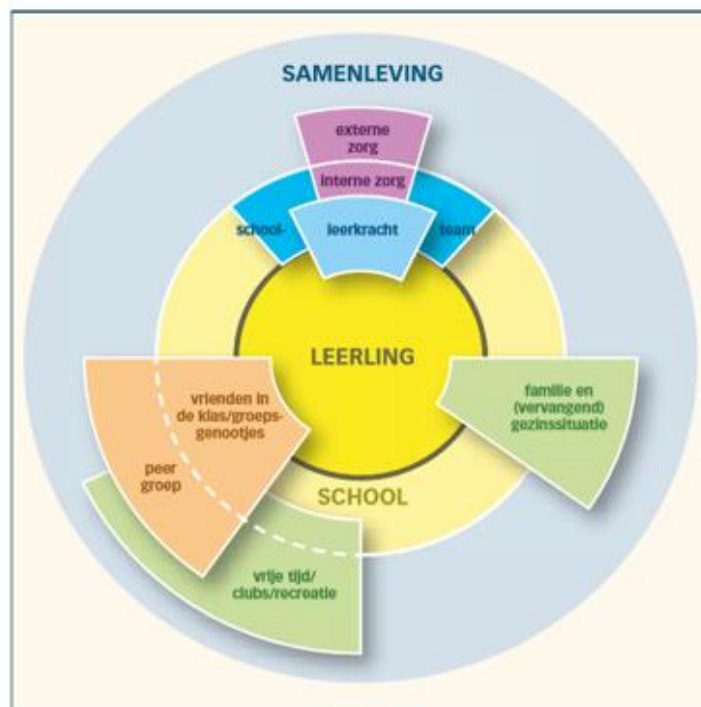 SAMENLEVING
externe
zorg
interne zorg
school-
leerkracht
team
LEERLING
vrienden in
de klas/groeps-
genootjes
familie en
(vervangend)
gezinssituatie
peer
groep
SCHOOL
vrije tijd/
clubs/recreatie